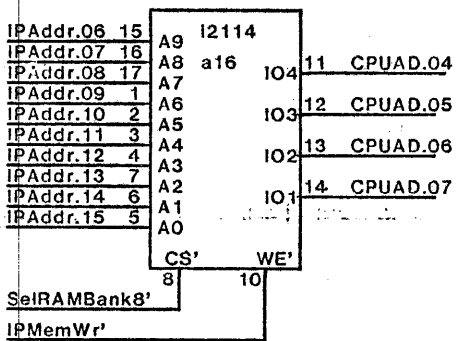 IPAddr.06 15 A9 I2114
IPAddr.07 16 A8 a16 IO4 11 CPUAD.04
IPAddr.08 17 A7
IPAddr.09 1 A6 IO3 12 CPUAD.05
IPAddr.10 2 A5
IPAddr.11 3 A4 IO2 13 CPUAD.06
IPAddr.12 4 A3
IPAddr.13 7 A2 IO1 14 CPUAD.07
IPAddr.14 6 A1
IPAddr.15 5 A0
CS' WE'
8 10
SelRAMBank8'
IPMemWr'